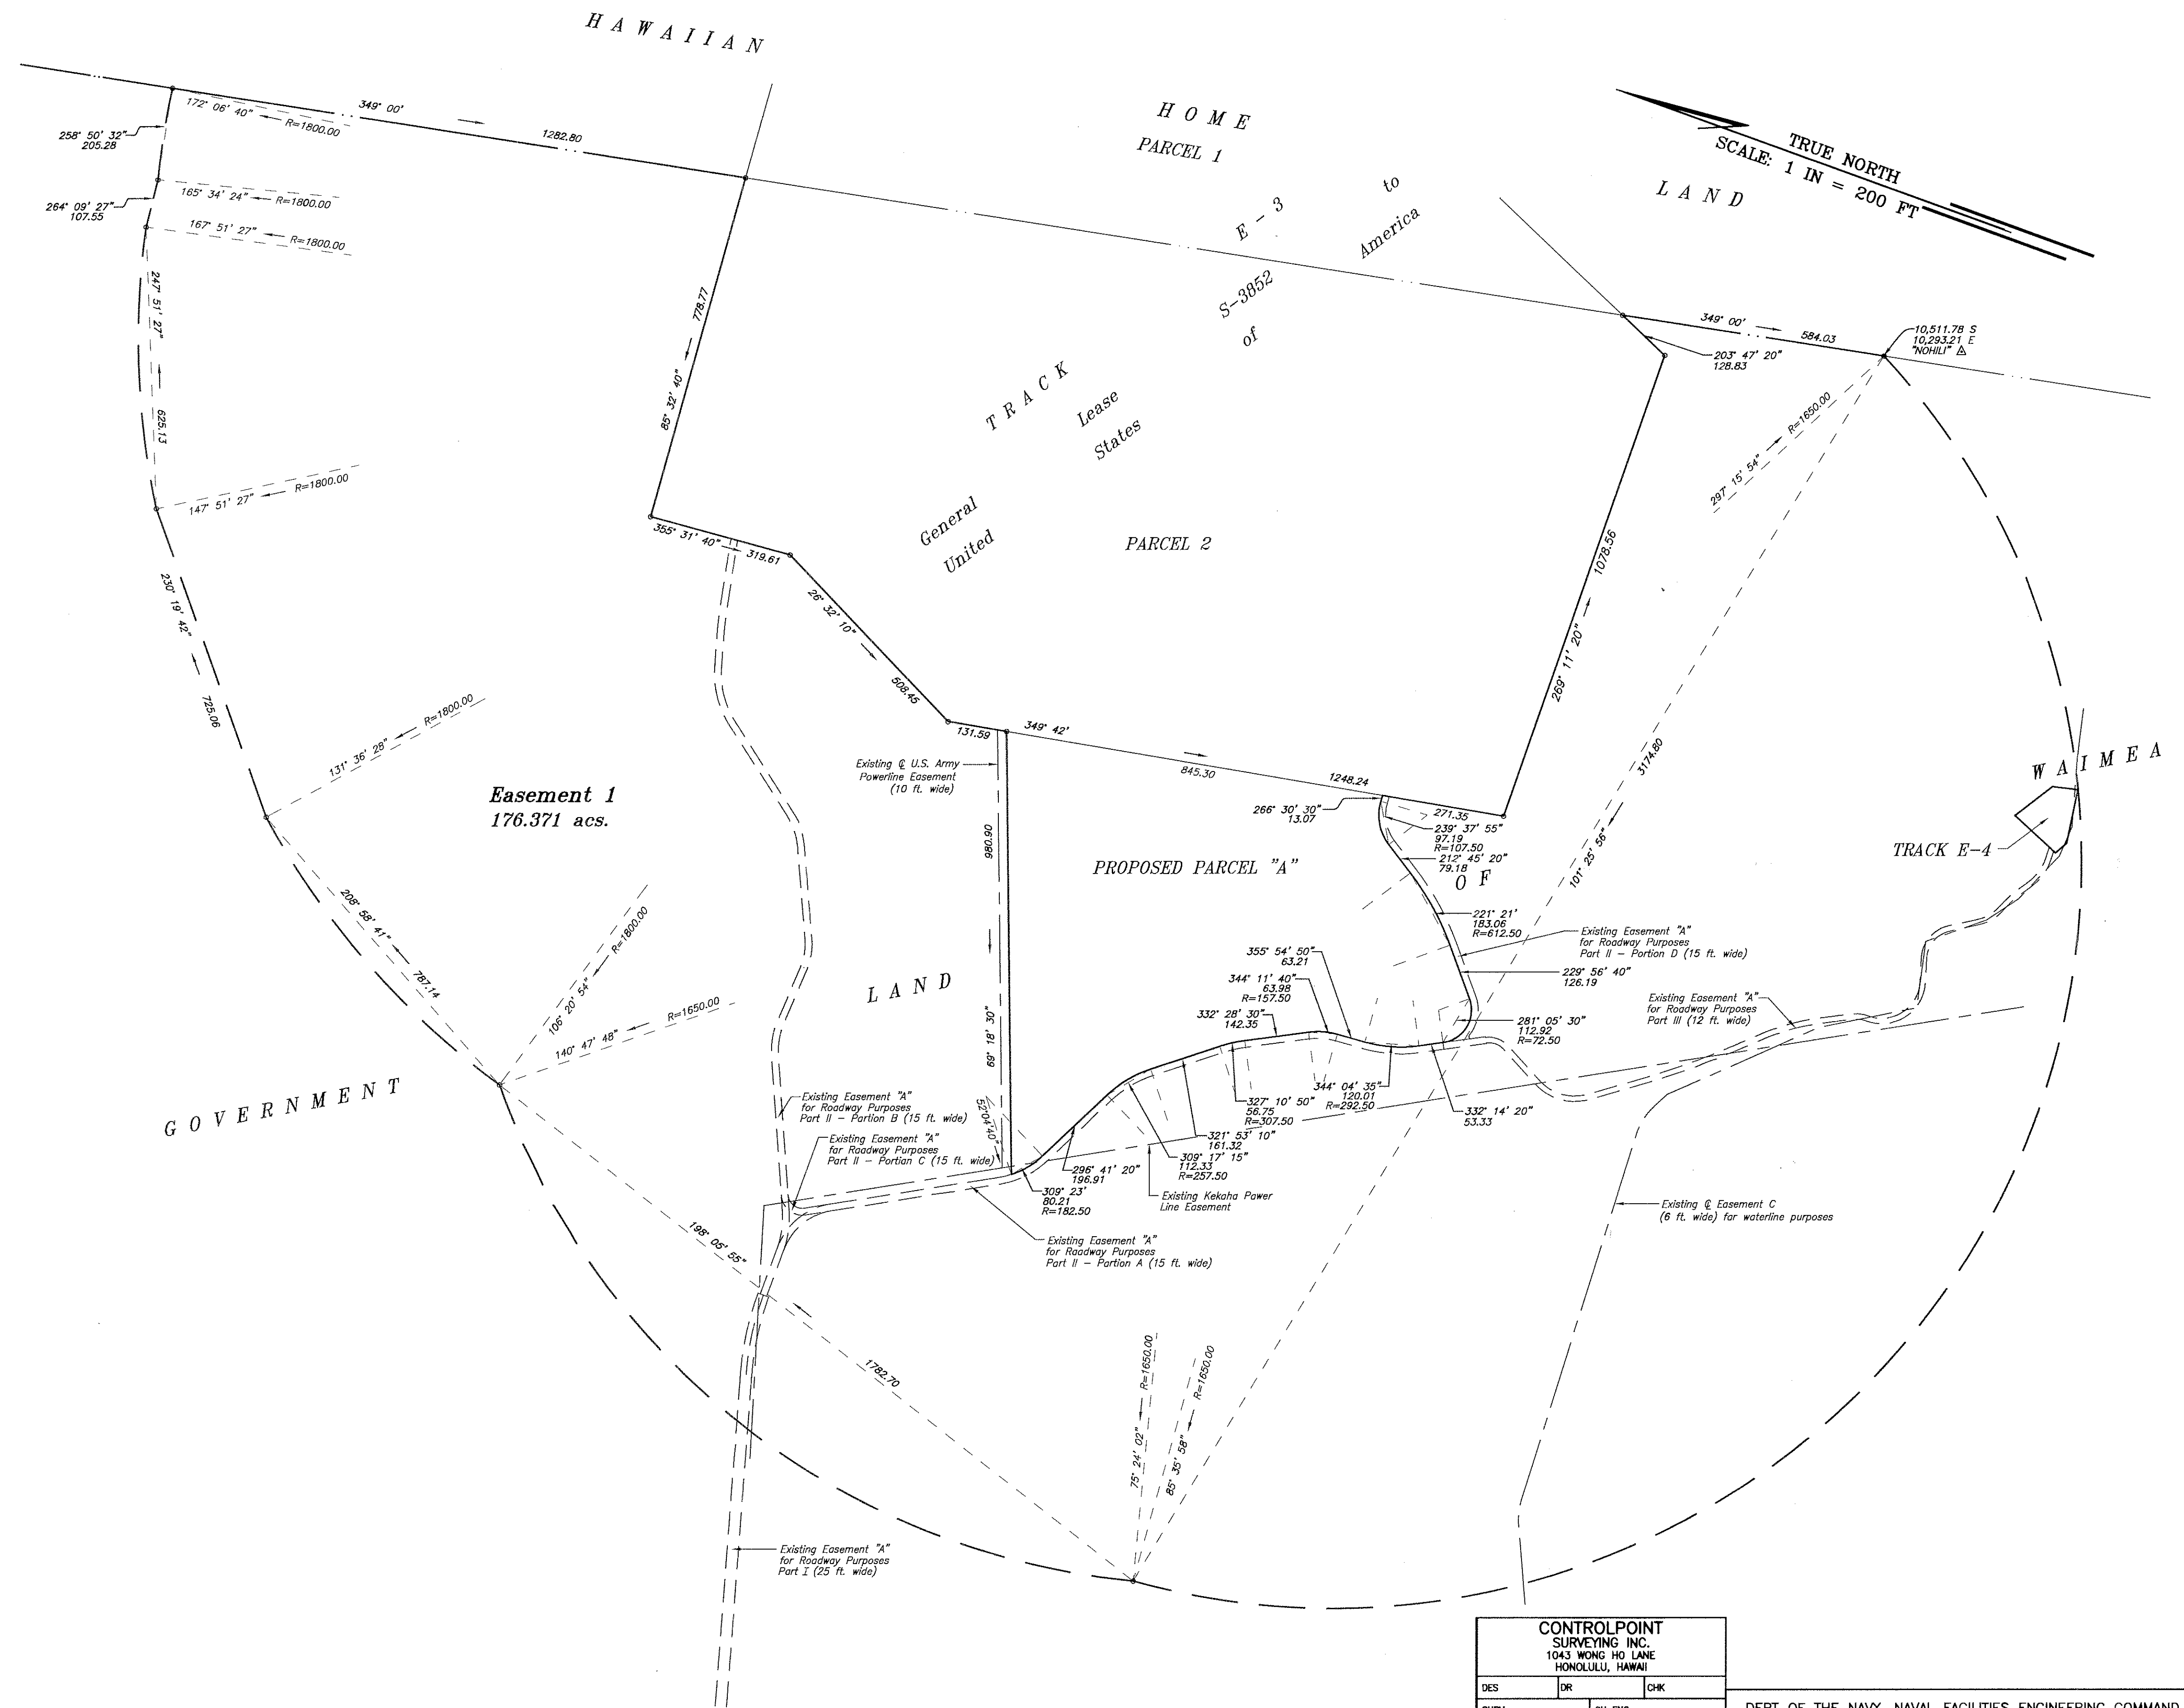 H A W A I I A N
H O M E
PARCEL 1
L A N D
TRUE NORTH
SCALE: 1 IN = 200 FT
172° 06' 40"
R=1800.00
349° 00'
1282.80
258° 50' 32"
205.28
165° 34' 24"
R=1800.00
264° 09' 27"
107.55
167° 51' 27"
R=1800.00
247° 51' 27"
625.13
147° 51' 27"
R=1800.00
230° 19' 42"
725.06
131° 36' 28"
R=1800.00
208° 58' 41"
787.14
106° 20' 54"
R=1800.00
140° 47' 48"
R=1650.00
G O V E R N M E N T
Easement 1
176.371 acs.
778.77
85° 32' 40"
355° 31' 40"
319.61
26° 32' 10"
508.45
131.59
349° 42'
845.30
1248.24
271.35
E - 3
to
S-3852
America
of
T R A C K
Lease
States
General
United
PARCEL 2
349° 00'
584.03
10,511.78 S
10,293.21 E
"NOHILI"
203° 47' 20"
128.83
297° 15' 54"
R=1650.00
1078.56
269° 11' 20"
3174.80
101° 25' 56"
W A I M E A
TRACK E-4
Existing ℄ U.S. Army
Powerline Easement
(10 ft. wide)
980.90
69° 18' 30"
52°04'40"
L A N D
PROPOSED PARCEL "A"
O F
266° 30' 30"
13.07
239° 37' 55"
97.19
R=107.50
212° 45' 20"
79.18
221° 21'
183.06
R=612.50
Existing Easement "A"
for Roadway Purposes
Part II - Portion D (15 ft. wide)
229° 56' 40"
126.19
355° 54' 50"
63.21
344° 11' 40"
63.98
R=157.50
332° 28' 30"
142.35
281° 05' 30"
112.92
R=72.50
Existing Easement "A"
for Roadway Purposes
Part III (12 ft. wide)
344° 04' 35"
120.01
R=292.50
332° 14' 20"
53.33
327° 10' 50"
56.75
R=307.50
321° 53' 10"
161.32
309° 17' 15"
112.33
R=257.50
296° 41' 20"
196.91
309° 23'
80.21
R=182.50
Existing Kekaha Power
Line Easement
Existing Easement "A"
for Roadway Purposes
Part II - Portion B (15 ft. wide)
Existing Easement "A"
for Roadway Purposes
Part II - Portian C (15 ft. wide)
Existing Easement "A"
for Roadway Purposes
Part II - Portion A (15 ft. wide)
Existing ℄ Easement C
(6 ft. wide) far waterline purposes
198° 05' 55"
1782.70
75° 24' 02"
R=1650.00
85° 35' 58"
R=1650.00
Existing Easement "A"
for Roadway Purposes
Part I (25 ft. wide)
CONTROLPOINT
SURVEYING INC.
1043 WONG HO LANE
HONOLULU, HAWAII
DES
DR
CHK
DEPT OF THE NAVY, NAVAL FACILITIES ENGINEERING COMMAND